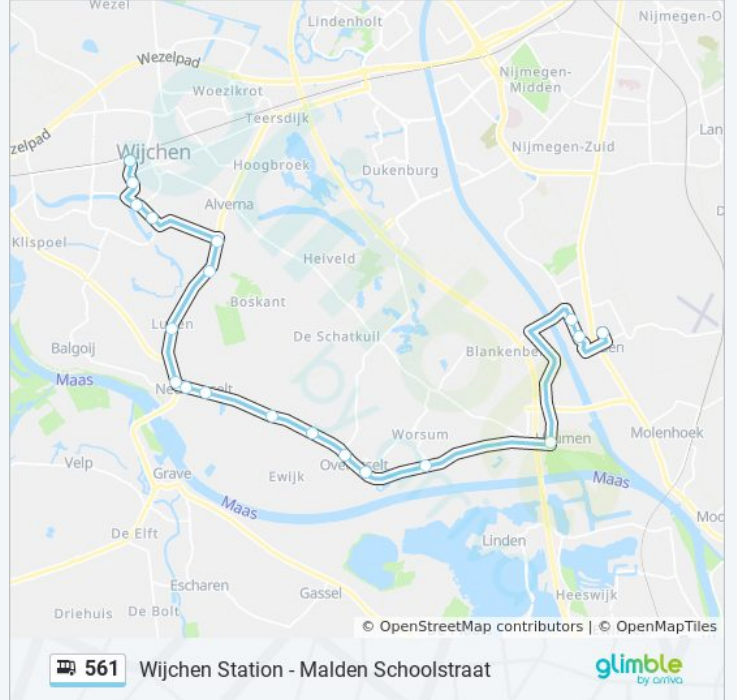 Wezel
Lindenholt
Nijmegen-O
Wezelpad
Nijmegen-
Midden
Woezikrot
Teersdijk
Lan
zelpad
Wijchen
Nijmegen-Zuid
Hoogbroek
Dukenburg
Alverna
Klispoel
Heiveld
Boskant
De Schatkuil
Balgoij
Blankenbe
en
Maas
Worsum
Molenhoek
Velp
Grave
Ewijk
Maas
Maas
Moo
De Elft
Linden
Escharen
Gassel
Heeswijk
Driehuis
De Bolt
© OpenStreetMap contributors | © OpenMapTiles
561 Wijchen Station - Malden Schoolstraat
glimble
by arriva